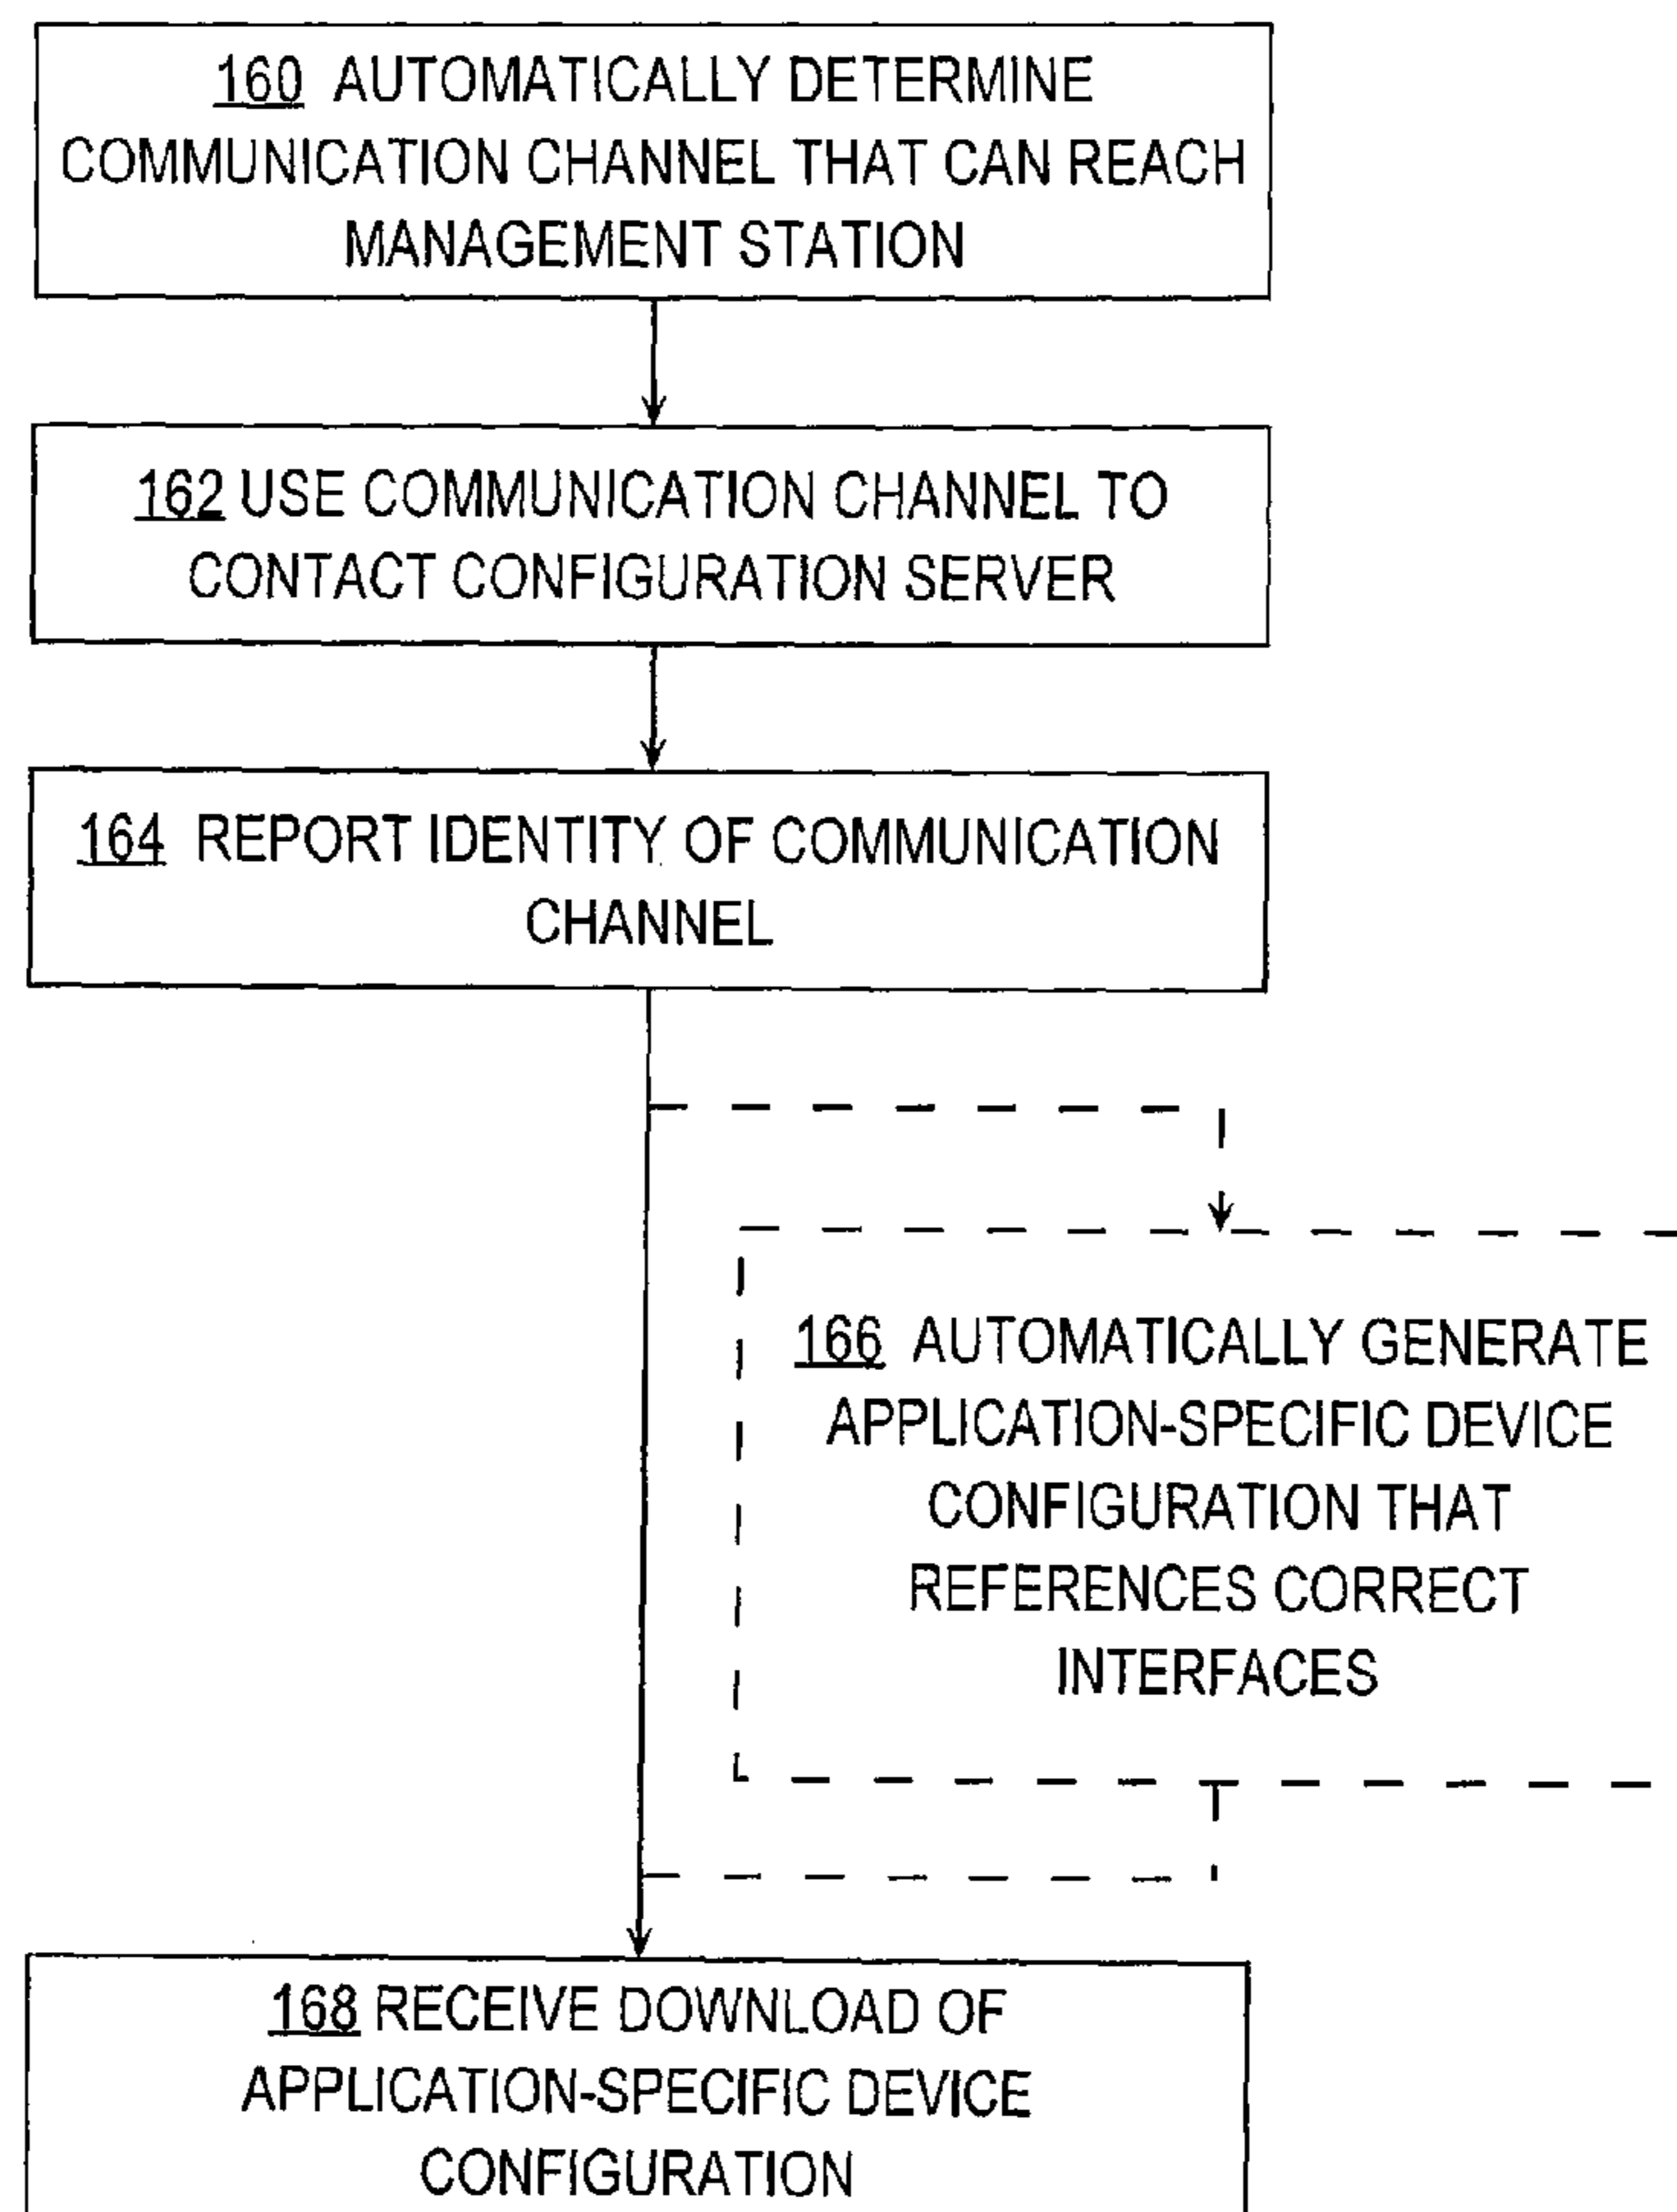 160 AUTOMATICALLY DETERMINE
COMMUNICATION CHANNEL THAT CAN REACH
MANAGEMENT STATION
162 USE COMMUNICATION CHANNEL TO
CONTACT CONFIGURATION SERVER
164 REPORT IDENTITY OF COMMUNICATION
CHANNEL
166 AUTOMATICALLY GENERATE
APPLICATION-SPECIFIC DEVICE
CONFIGURATION THAT
REFERENCES CORRECT
INTERFACES
168 RECEIVE DOWNLOAD OF
APPLICATION-SPECIFIC DEVICE
CONFIGURATION